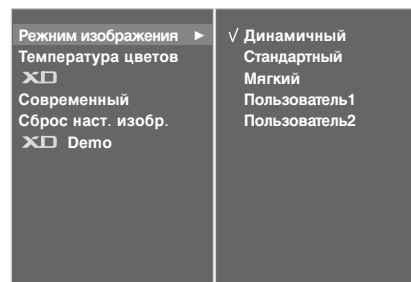 Режим изображения ►
Температура цветов
XD
Современный
Сброс наст. изобр.
XD Demo
√ Динамичный
Стандартный
Мягкий
Пользователь1
Пользователь2